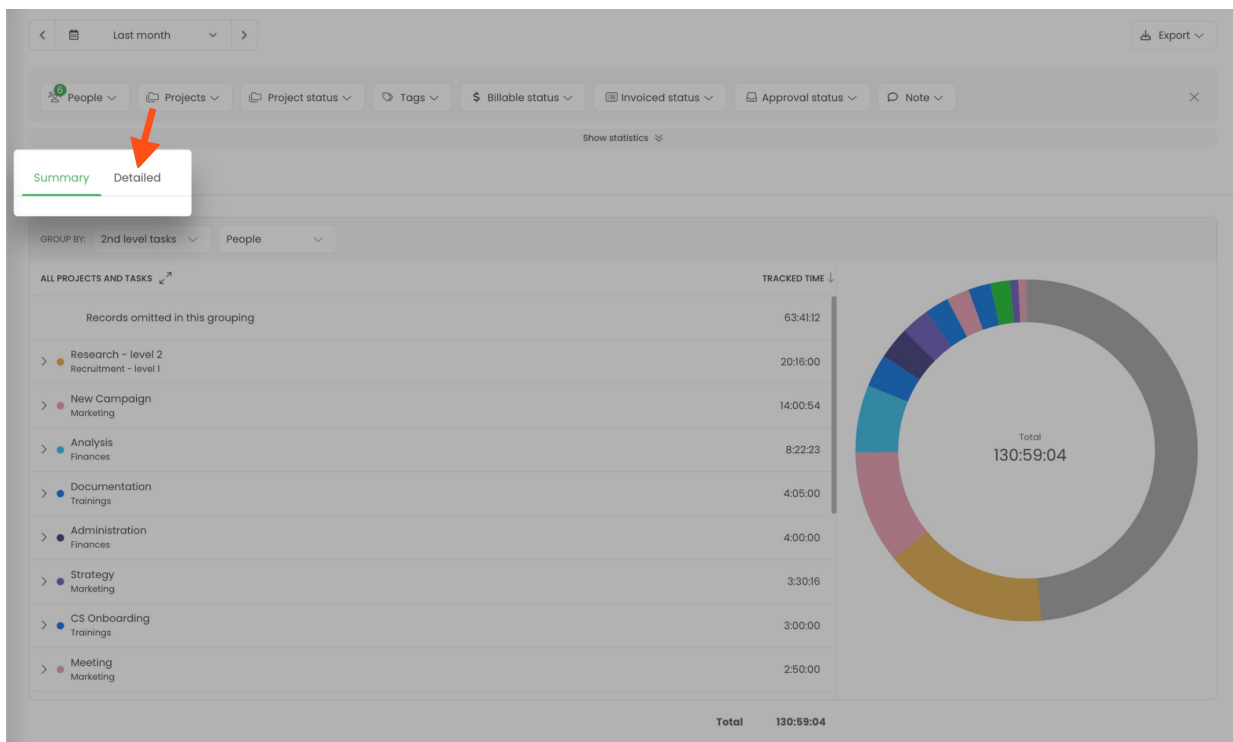 Last month
Export
6
People
Projects
Project status
Tags
$ Billable status
Invoiced status
Approval status
Note
Show statistics
Summary
Detailed
GROUP BY:
2nd level tasks
People
ALL PROJECTS AND TASKS
TRACKED TIME
Records omitted in this grouping
63:41:12
Research - level 2
Recruitment - level 1
20:16:00
New Campaign
Marketing
14:00:54
Analysis
Finances
8:22:23
Documentation
Trainings
4:05:00
Administration
Finances
4:00:00
Strategy
Marketing
3:30:16
CS Onboarding
Trainings
3:00:00
Meeting
Marketing
2:50:00
Total
130:59:04
Total 130:59:04